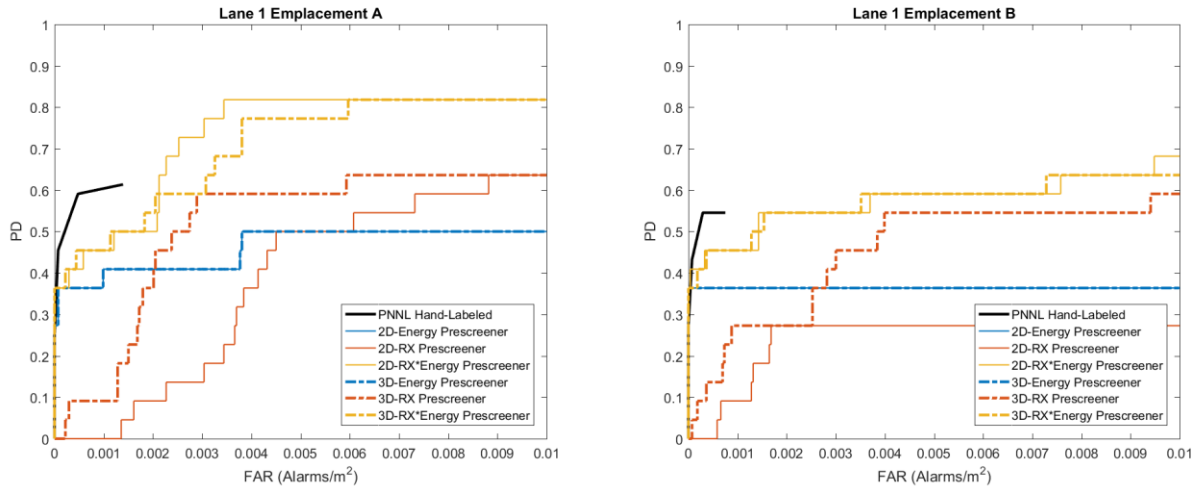 Lane 1 Emplacement A
1
0.9
0.8
0.7
0.6
0.5
0.4
0.3
0.2
0.1
0
PD
0 0.001 0.002 0.003 0.004 0.005 0.006 0.007 0.008 0.009 0.01
FAR (Alarms/m²)
PNNL Hand-Labeled
2D-Energy Prescreener
2D-RX Prescreener
2D-RX*Energy Prescreener
3D-Energy Prescreener
3D-RX Prescreener
3D-RX*Energy Prescreener
Lane 1 Emplacement B
1
0.9
0.8
0.7
0.6
0.5
0.4
0.3
0.2
0.1
0
PD
0 0.001 0.002 0.003 0.004 0.005 0.006 0.007 0.008 0.009 0.01
FAR (Alarms/m²)
PNNL Hand-Labeled
2D-Energy Prescreener
2D-RX Prescreener
2D-RX*Energy Prescreener
3D-Energy Prescreener
3D-RX Prescreener
3D-RX*Energy Prescreener